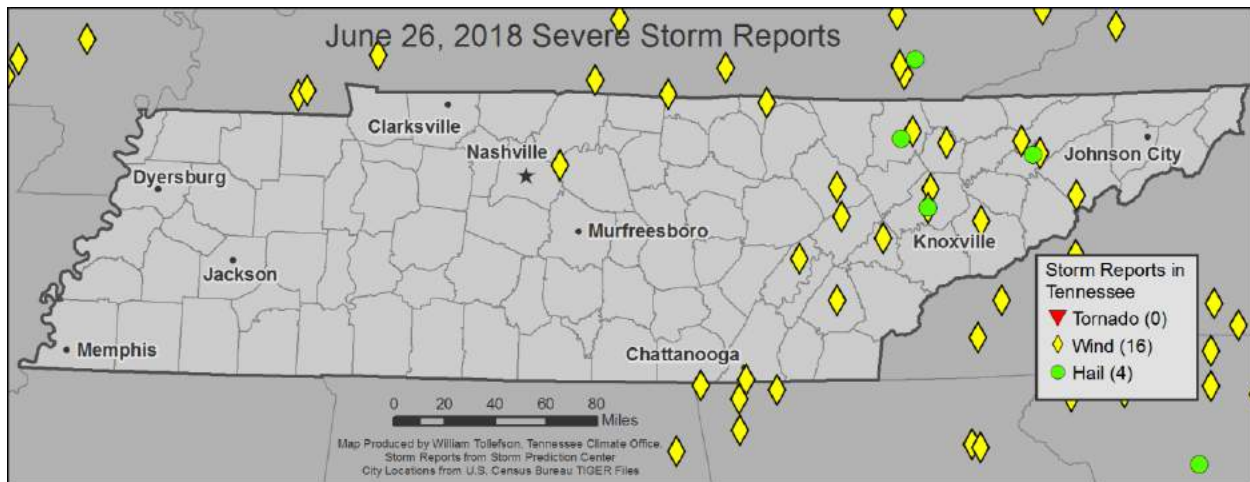 June 26, 2018 Severe Storm Reports
Clarksville
Nashville
Johnson City
Dyersburg
Murfreesboro
Knoxville
Jackson
Storm Reports in
Tennessee
Tornado (0)
Wind (16)
Hail (4)
Memphis
Chattanooga
0 20 40 60 80
Miles
Map Produced by William Tollefson, Tennessee Climate Office,
Storm Reports from Storm Prediction Center
City Locations from U.S. Census Bureau TIGER Files